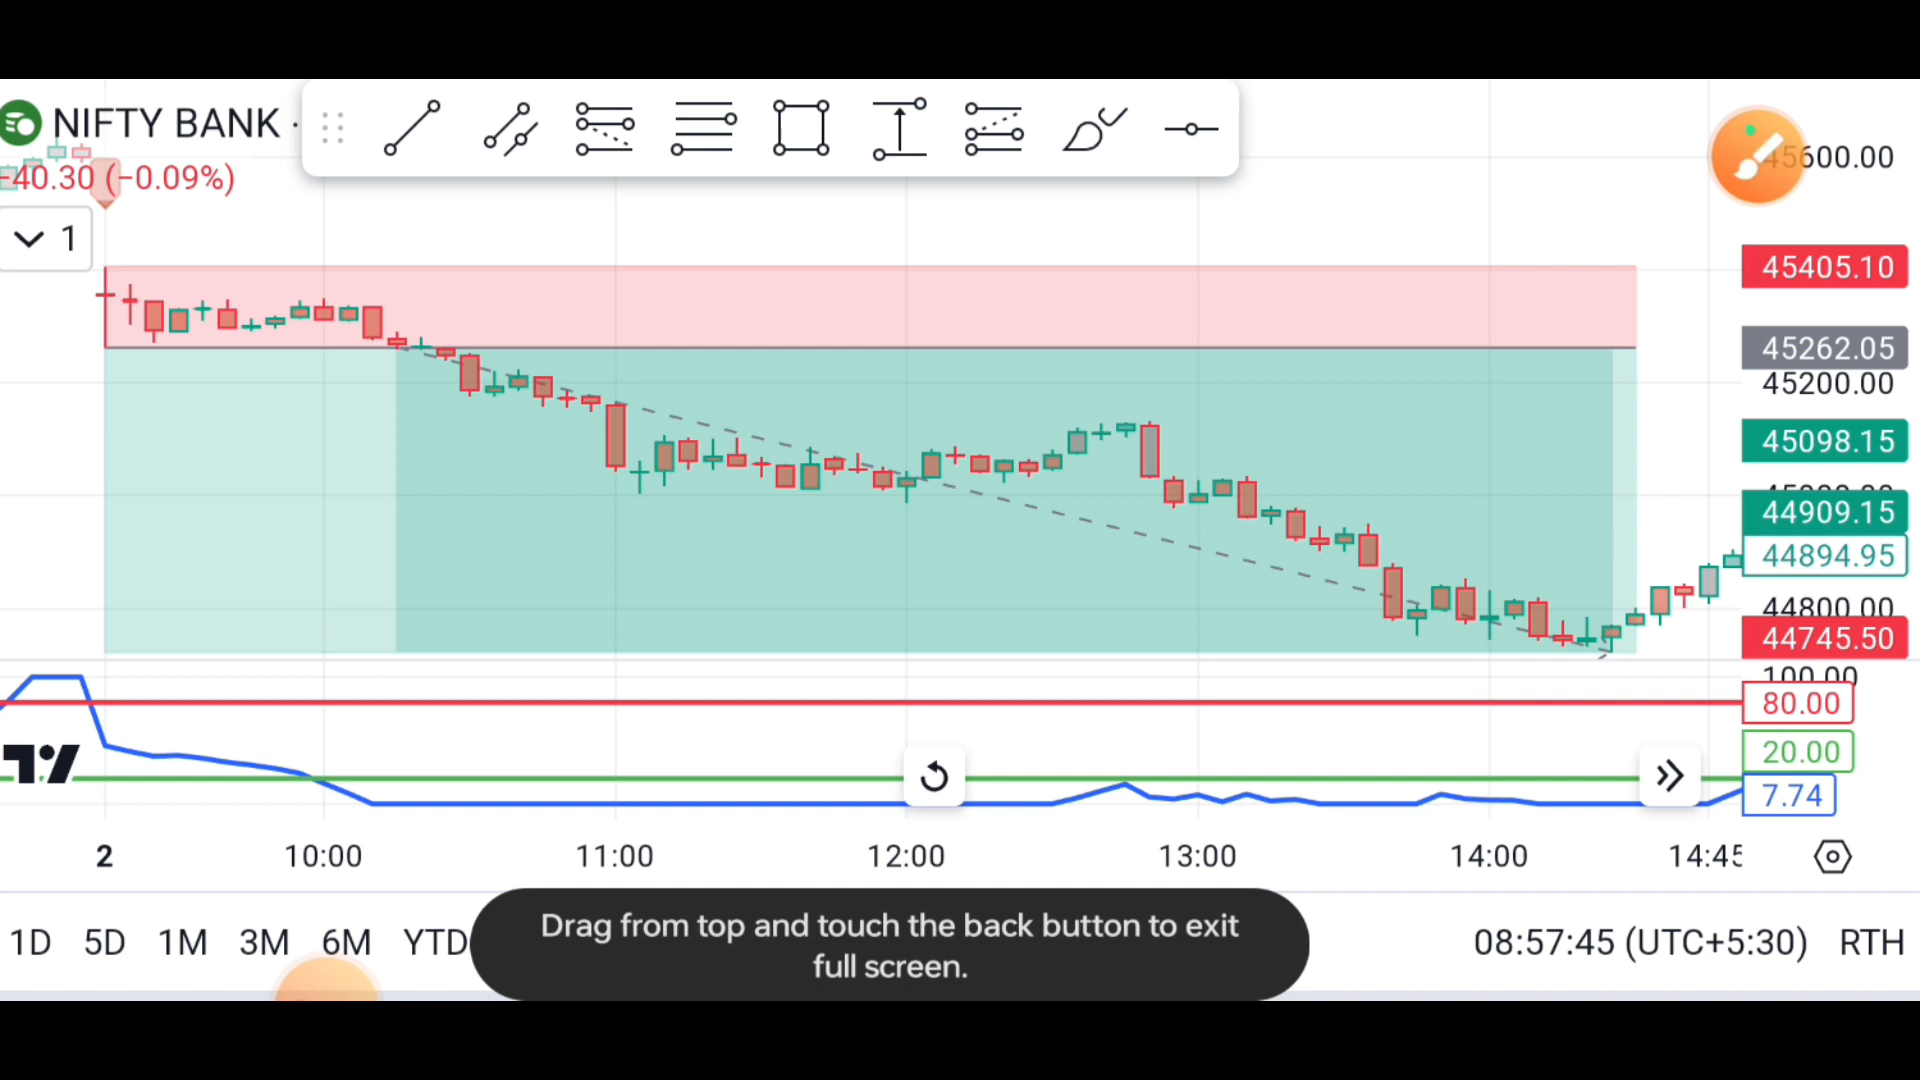 NIFTY BANK ·
−40.30 (−0.09%)
1
45600.00
45405.10
45262.05
45200.00
45098.15
44909.15
44894.95
44800.00
44745.50
100.00
80.00
20.00
7.74
2 10:00 11:00 12:00 13:00 14:00 14:45
Drag from top and touch the back button to exit
full screen.
1D 5D 1M 3M 6M YTD
08:57:45 (UTC+5:30) RTH